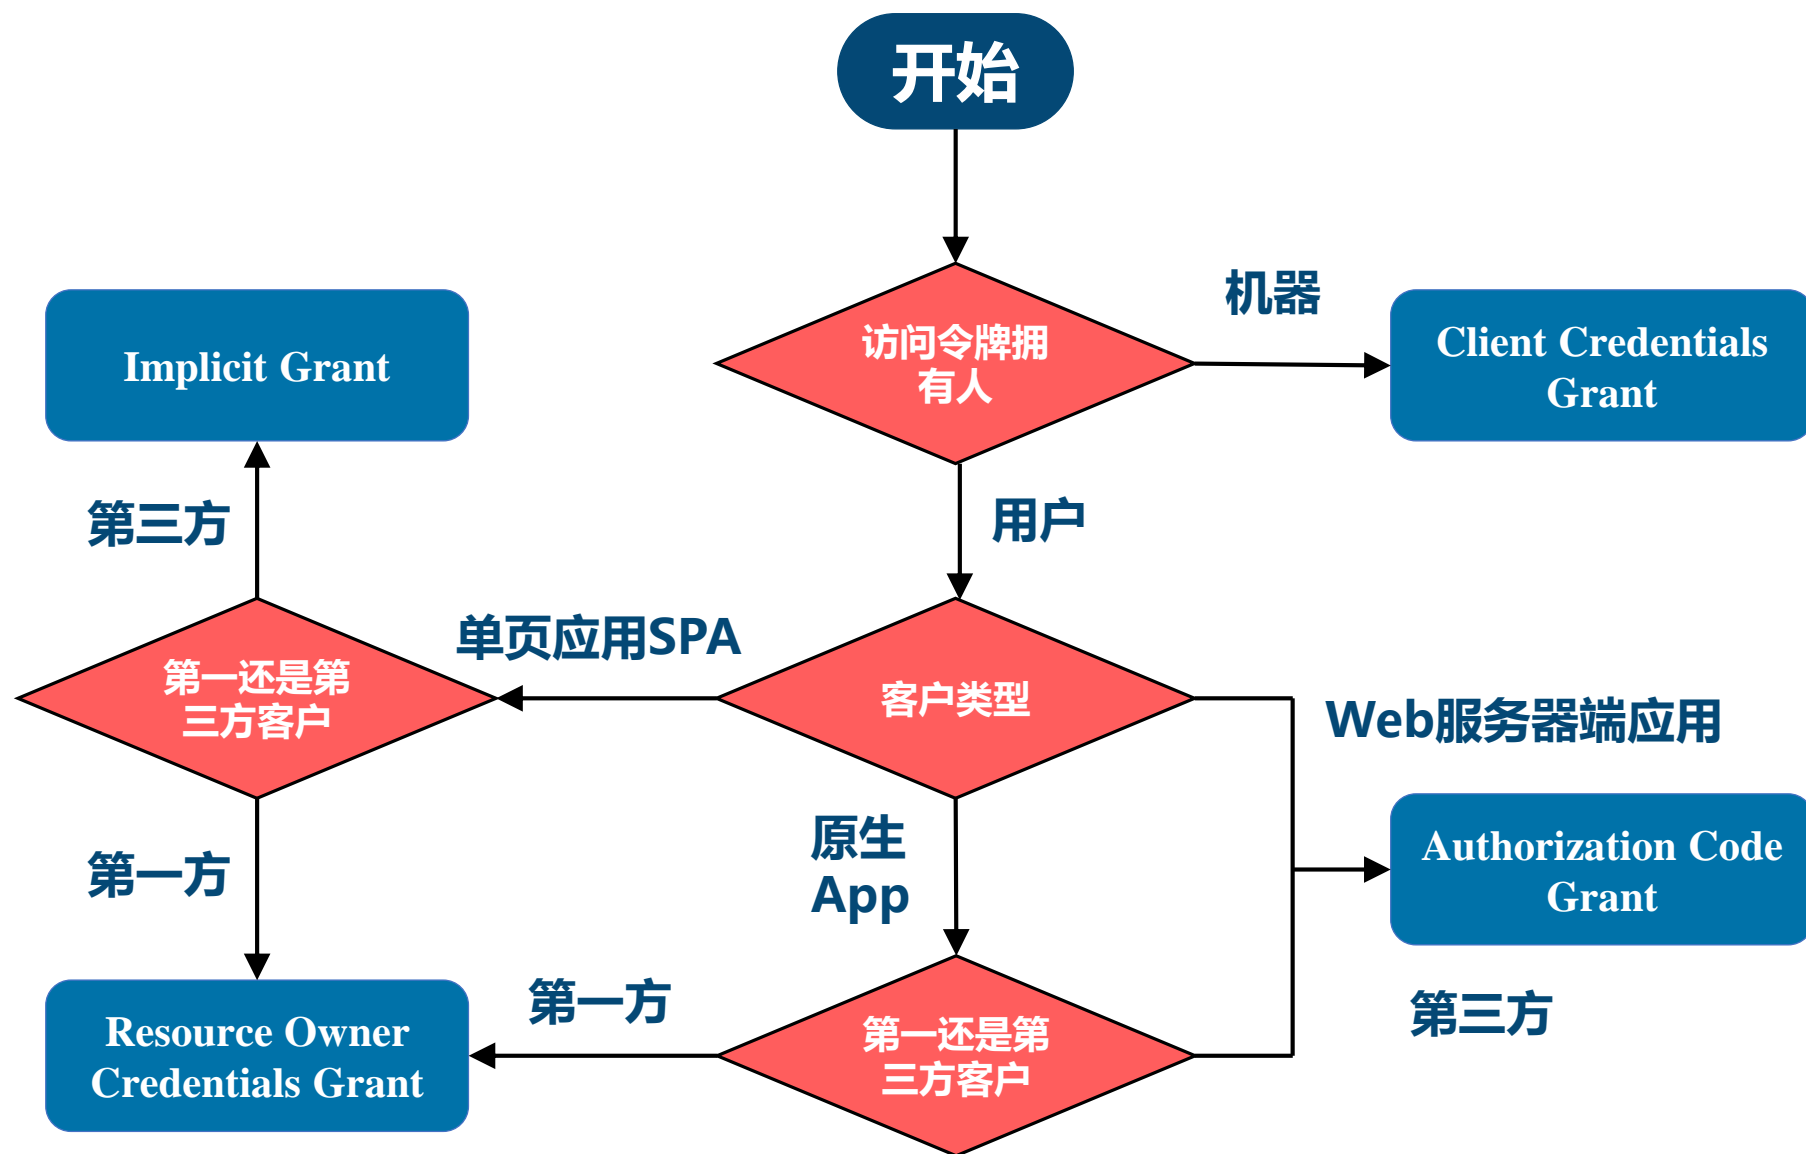 开始
机器
访问令牌拥
有人
Client Credentials
Grant
Implicit Grant
第三方
用户
单页应用SPA
第一还是第
三方客户
客户类型
Web服务器端应用
原生
App
第一方
Authorization Code
Grant
第一方
第三方
Resource Owner
Credentials Grant
第一还是第
三方客户